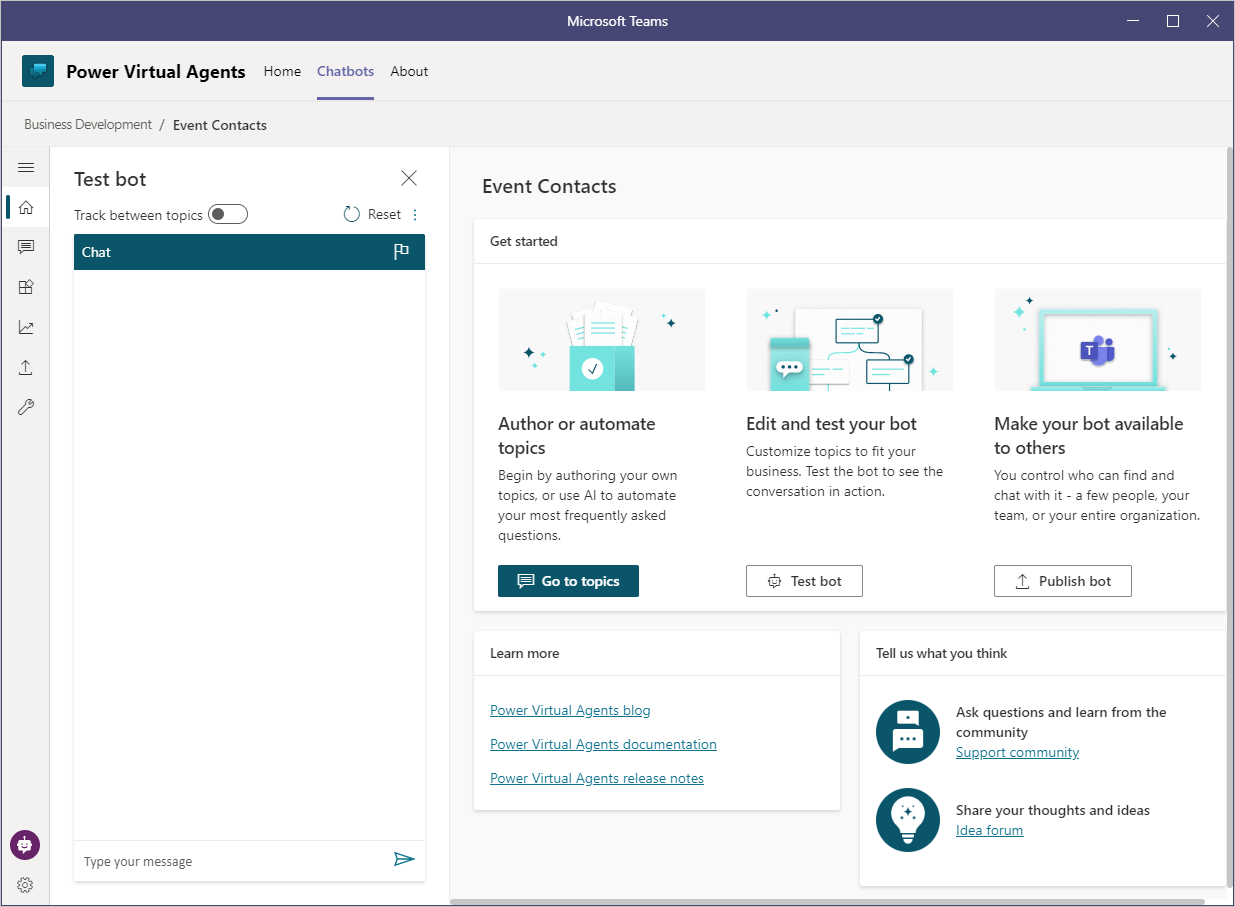 Microsoft Teams
Power Virtual Agents
Home
Chatbots
About
Business Development / Event Contacts
Test bot
Track between topics
Reset
Chat
Type your message
Event Contacts
Get started
Author or automate
topics
Begin by authoring your own
topics, or use AI to automate
your most frequently asked
questions.
Go to topics
Edit and test your bot
Customize topics to fit your
business. Test the bot to see the
conversation in action.
Test bot
T
Make your bot available
to others
You control who can find and
chat with it - a few people, your
team, or your entire organization.
Publish bot
Learn more
Power Virtual Agents blog
Power Virtual Agents documentation
Power Virtual Agents release notes
Tell us what you think
Ask questions and learn from the
community
Support community
Share your thoughts and ideas
Idea forum